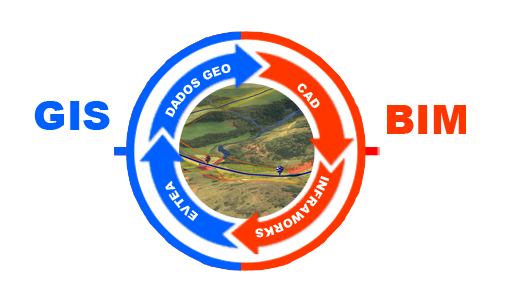 GIS
BIM
DADOS GEO
CAD
INFRAWORKS
EVTEA